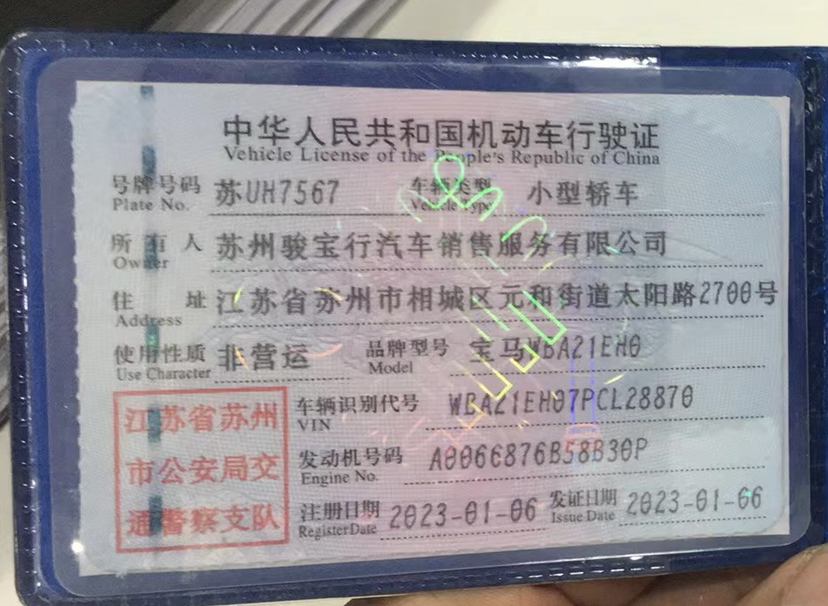 中华人民共和国机动车行驶证
Vehicle License of the People's Republic of China
号牌号码 苏UH7567 车辆类型 小型轿车
Plate No. Vehicle Type
所有人 苏州骏宝行汽车销售服务有限公司
Owner
住址 江苏省苏州市相城区元和街道太阳路2700号
Address
使用性质 非营运 品牌型号 宝马WBA21EH0
Use Character Model
江苏省苏州
市公安局交
通警察支队
车辆识别代号 WBA21EH07PCL28870
VIN
发动机号码 A0066876B58B30P
Engine No.
注册日期 2023-01-06 发证日期 2023-01-06
Register Date Issue Date